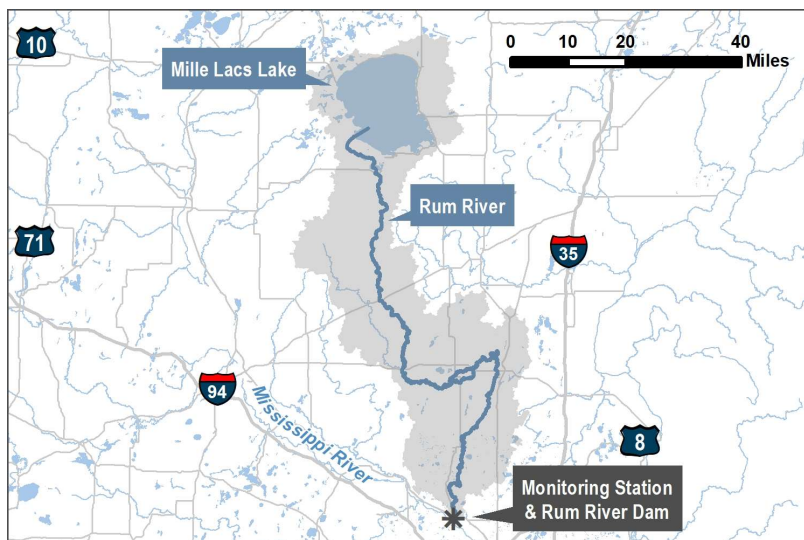 10
Mille Lacs Lake
0 10 20 40
Miles
Rum River
71
35
94
Mississippi River
8
Monitoring Station
& Rum River Dam